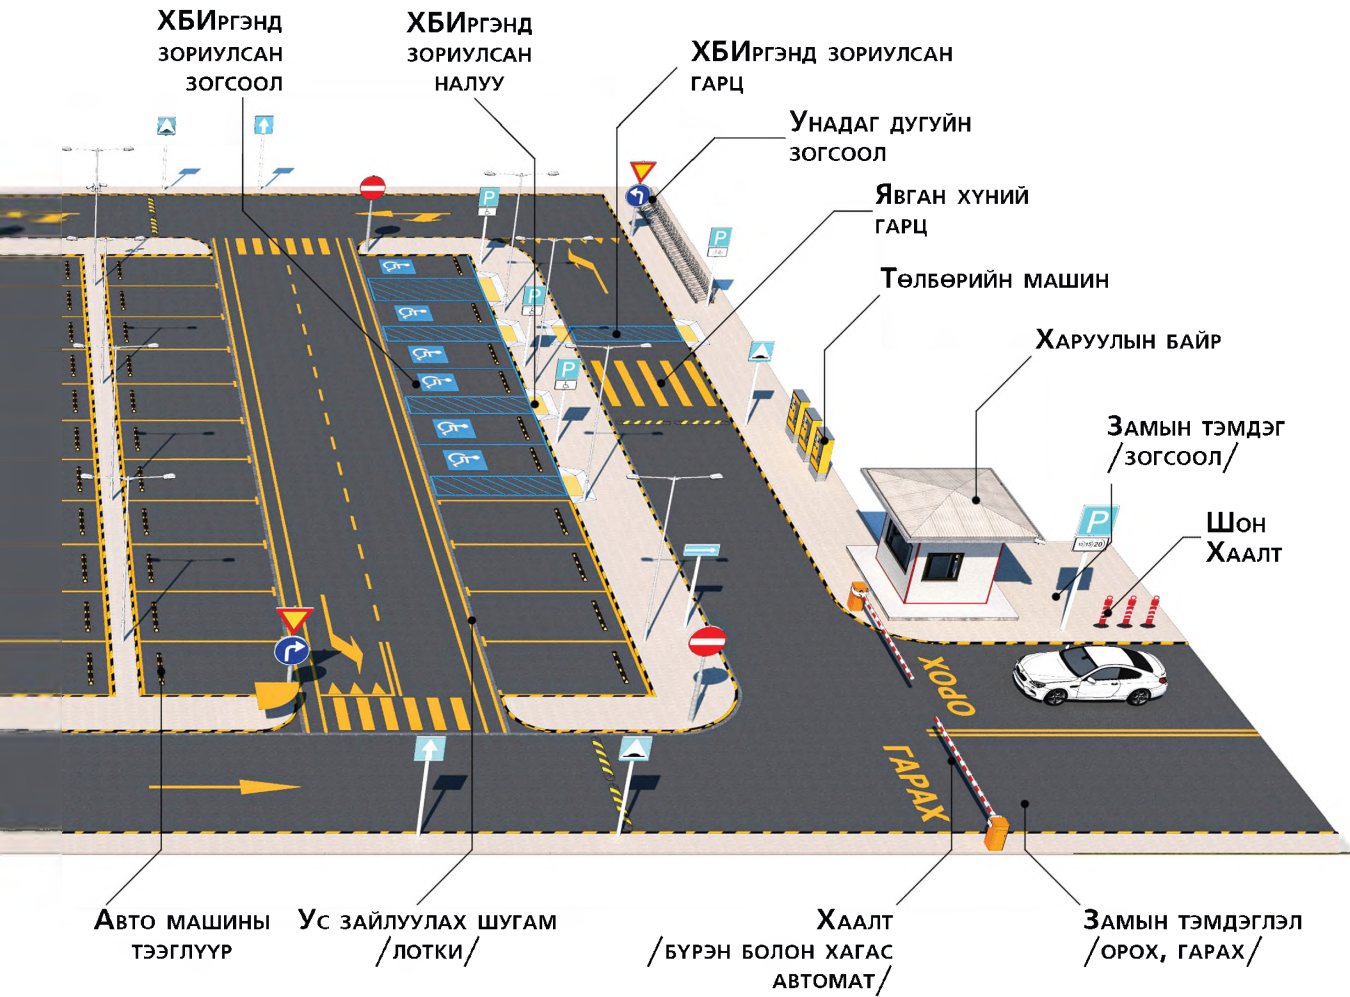 ХБИРГЭНД
ЗОРИУЛСАН
ЗОГСООЛ
ХБИРГЭНД
ЗОРИУЛСАН
НАЛУУ
ХБИРГЭНД ЗОРИУЛСАН
ГАРЦ
УНАДАГ ДУГУЙН
ЗОГСООЛ
ЯВГАН ХҮНИЙ
ГАРЦ
ТӨЛБӨРИЙН МАШИН
ХАРУУЛЫН БАЙР
ЗАМЫН ТЭМДЭГ
/ЗОГСООЛ/
ШОН
ХААЛТ
P
P
P
P
P
ОРОХ
ГАРАХ
АВТО МАШИНЫ
ТЭЭГЛҮҮР
УС ЗАЙЛУУЛАХ ШУГАМ
/ЛОТКИ/
ХААЛТ
/БҮРЭН БОЛОН ХАГАС
АВТОМАТ/
ЗАМЫН ТЭМДЭГЛЭЛ
/ОРОХ, ГАРАХ/